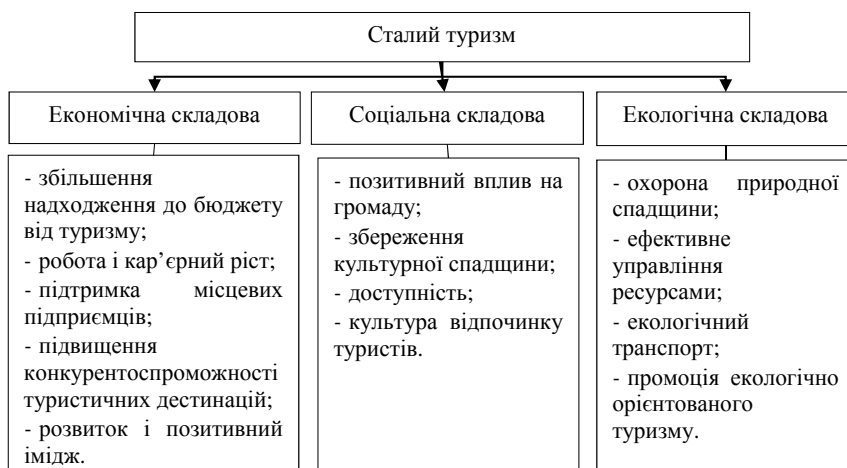 Сталий туризм
Економічна складова
Соціальна складова
Екологічна складова
- збільшення
надходження до бюджету
від туризму;
- робота і кар’єрний ріст;
- підтримка місцевих
підприємців;
- підвищення
конкурентоспроможності
туристичних дестинацій;
- розвиток і позитивний
імідж.
- позитивний вплив на
громаду;
- збереження
культурної спадщини;
- доступність;
- культура відпочинку
туристів.
- охорона природної
спадщини;
- ефективне
управління
ресурсами;
- екологічний
транспорт;
- промоція екологічно
орієнтованого
туризму.